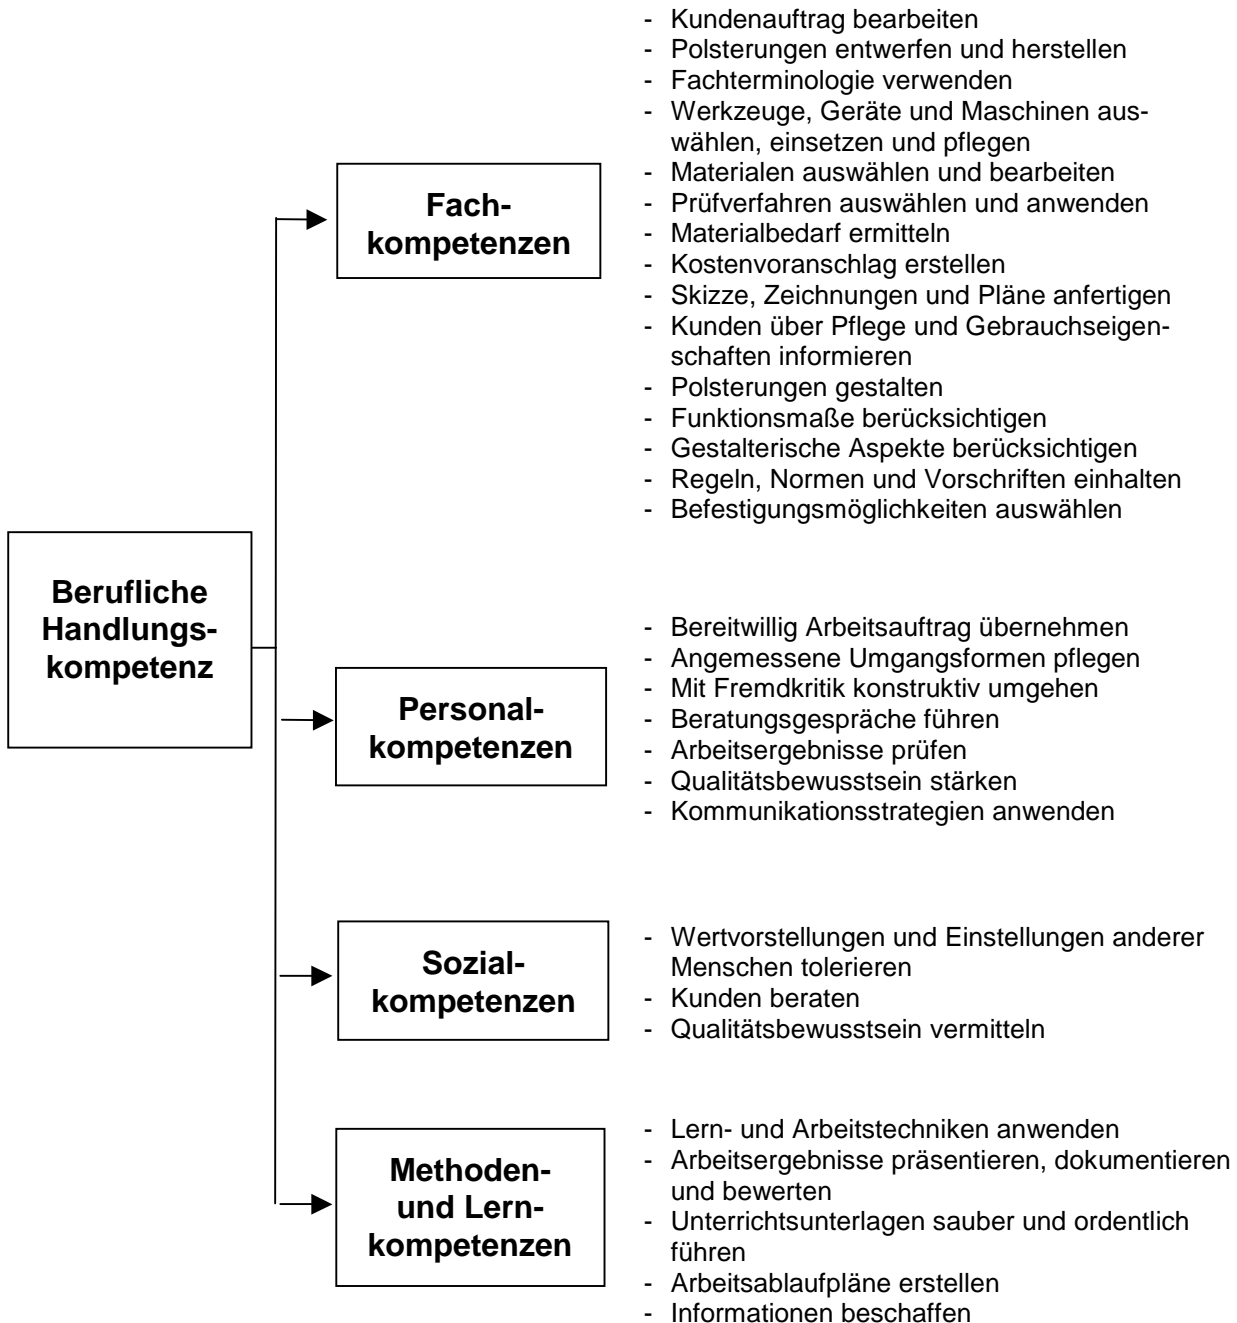 - Kundenauftrag bearbeiten
- Polsterungen entwerfen und herstellen
- Fachterminologie verwenden
- Werkzeuge, Geräte und Maschinen aus-
wählen, einsetzen und pflegen
- Materialen auswählen und bearbeiten
- Prüfverfahren auswählen und anwenden
- Materialbedarf ermitteln
- Kostenvoranschlag erstellen
- Skizze, Zeichnungen und Pläne anfertigen
- Kunden über Pflege und Gebrauchseigen-
schaften informieren
- Polsterungen gestalten
- Funktionsmaße berücksichtigen
- Gestalterische Aspekte berücksichtigen
- Regeln, Normen und Vorschriften einhalten
- Befestigungsmöglichkeiten auswählen
Fach-
kompetenzen
Berufliche
Handlungs-
kompetenz
Personal-
kompetenzen
- Bereitwillig Arbeitsauftrag übernehmen
- Angemessene Umgangsformen pflegen
- Mit Fremdkritik konstruktiv umgehen
- Beratungsgespräche führen
- Arbeitsergebnisse prüfen
- Qualitätsbewusstsein stärken
- Kommunikationsstrategien anwenden
Sozial-
kompetenzen
- Wertvorstellungen und Einstellungen anderer
Menschen tolerieren
- Kunden beraten
- Qualitätsbewusstsein vermitteln
Methoden-
und Lern-
kompetenzen
- Lern- und Arbeitstechniken anwenden
- Arbeitsergebnisse präsentieren, dokumentieren
und bewerten
- Unterrichtsunterlagen sauber und ordentlich
führen
- Arbeitsablaufpläne erstellen
- Informationen beschaffen